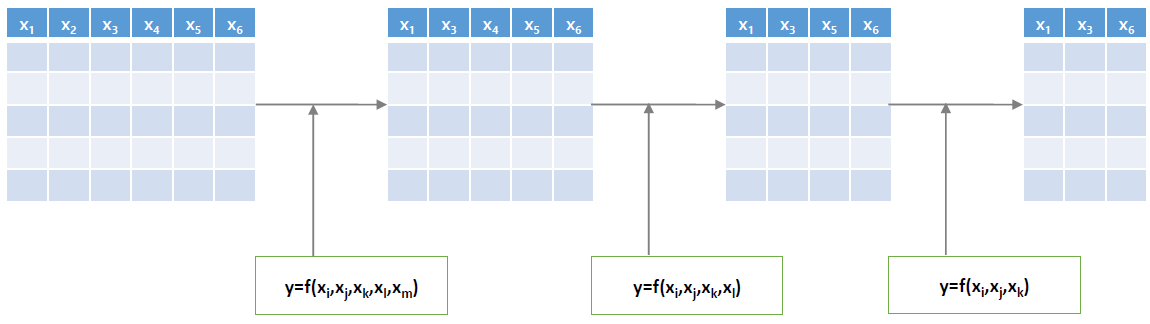 x₁ x₂ x₃ x₄ x₅ x₆
x₁ x₃ x₄ x₅ x₆
x₁ x₃ x₅ x₆
x₁ x₃ x₆
y=f(xᵢ,xⱼ,xₖ,xₗ,xₘ)
y=f(xᵢ,xⱼ,xₖ,xₗ)
y=f(xᵢ,xⱼ,xₖ)